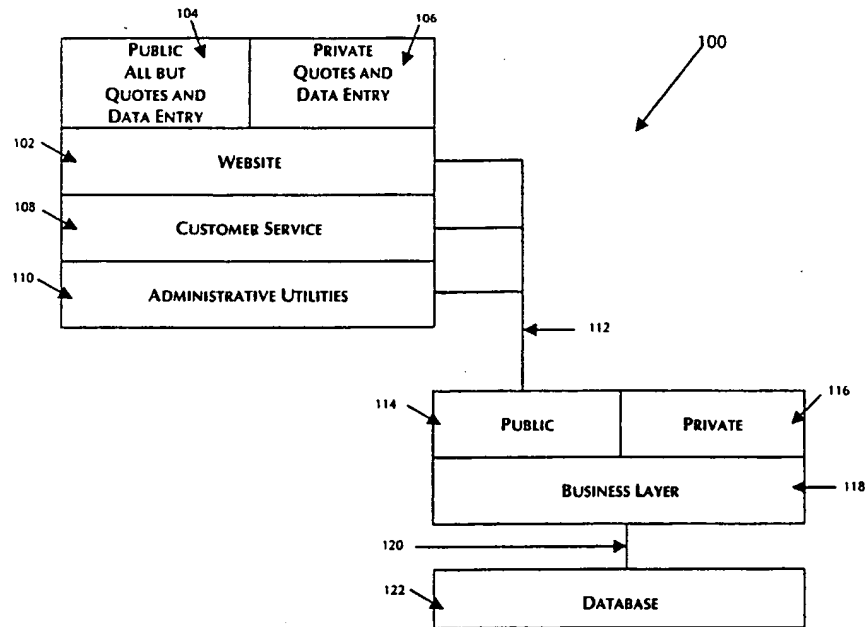 104
106
PUBLIC
ALL BUT
QUOTES AND
DATA ENTRY
PRIVATE
QUOTES AND
DATA ENTRY
100
102
WEBSITE
108
CUSTOMER SERVICE
110
ADMINISTRATIVE UTILITIES
112
114
PUBLIC
PRIVATE
116
BUSINESS LAYER
118
120
122
DATABASE